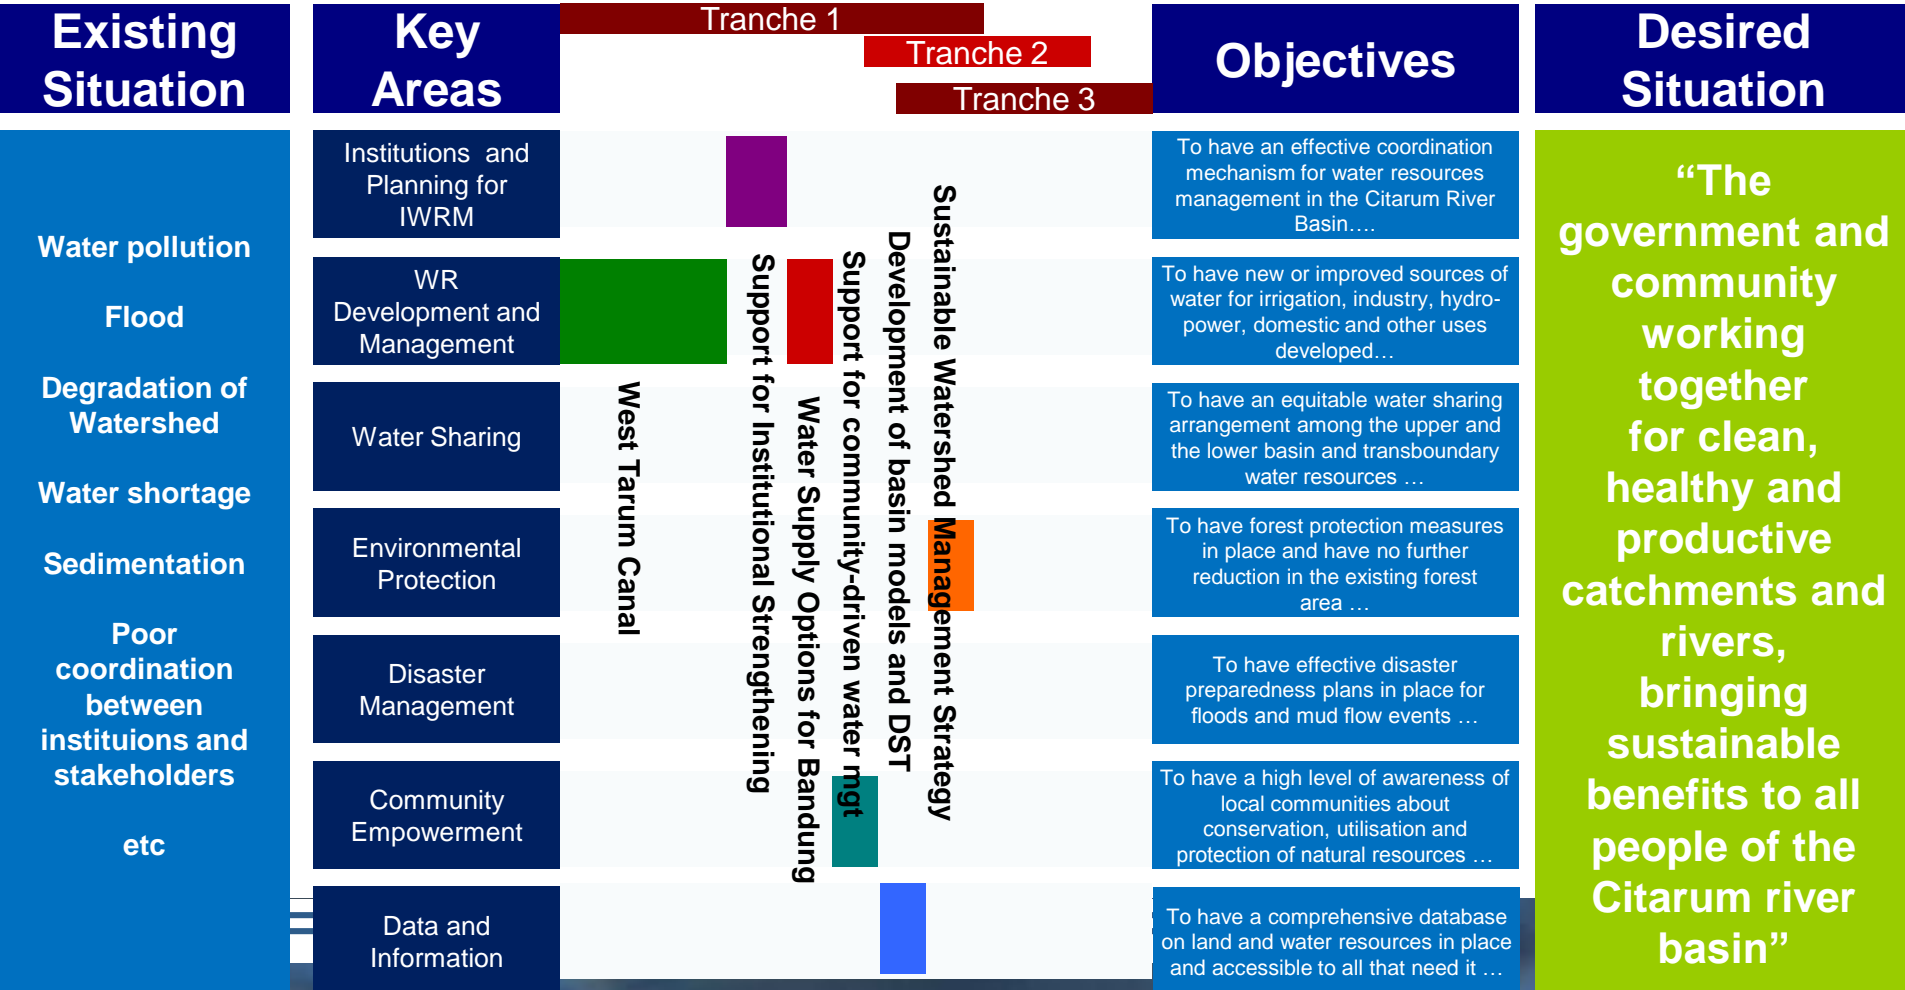 Existing
Situation
Key
Areas
Tranche 1
Tranche 2
Tranche 3
Objectives
Desired
Situation
Water pollution
Flood
Degradation of
Watershed
Water shortage
Sedimentation
Poor
coordination
between
instituions and
stakeholders
etc
Institutions and
Planning for
IWRM
WR
Development and
Management
Water Sharing
Environmental
Protection
Disaster
Management
Community
Empowerment
Data and
Information
West Tarum Canal
Support for Institutional Strengthening
Water Supply Options for Bandung
Support for community-driven water mgt
Development of basin models and DST
Sustainable Watershed Management Strategy
To have an effective coordination
mechanism for water resources
management in the Citarum River
Basin….
To have new or improved sources of
water for irrigation, industry, hydro-
power, domestic and other uses
developed…
To have an equitable water sharing
arrangement among the upper and
the lower basin and transboundary
water resources …
To have forest protection measures
in place and have no further
reduction in the existing forest
area …
To have effective disaster
preparedness plans in place for
floods and mud flow events …
To have a high level of awareness of
local communities about
conservation, utilisation and
protection of natural resources …
To have a comprehensive database
on land and water resources in place
and accessible to all that need it …
“The
government and
community
working
together
for clean,
healthy and
productive
catchments and
rivers,
bringing
sustainable
benefits to all
people of the
Citarum river
basin”